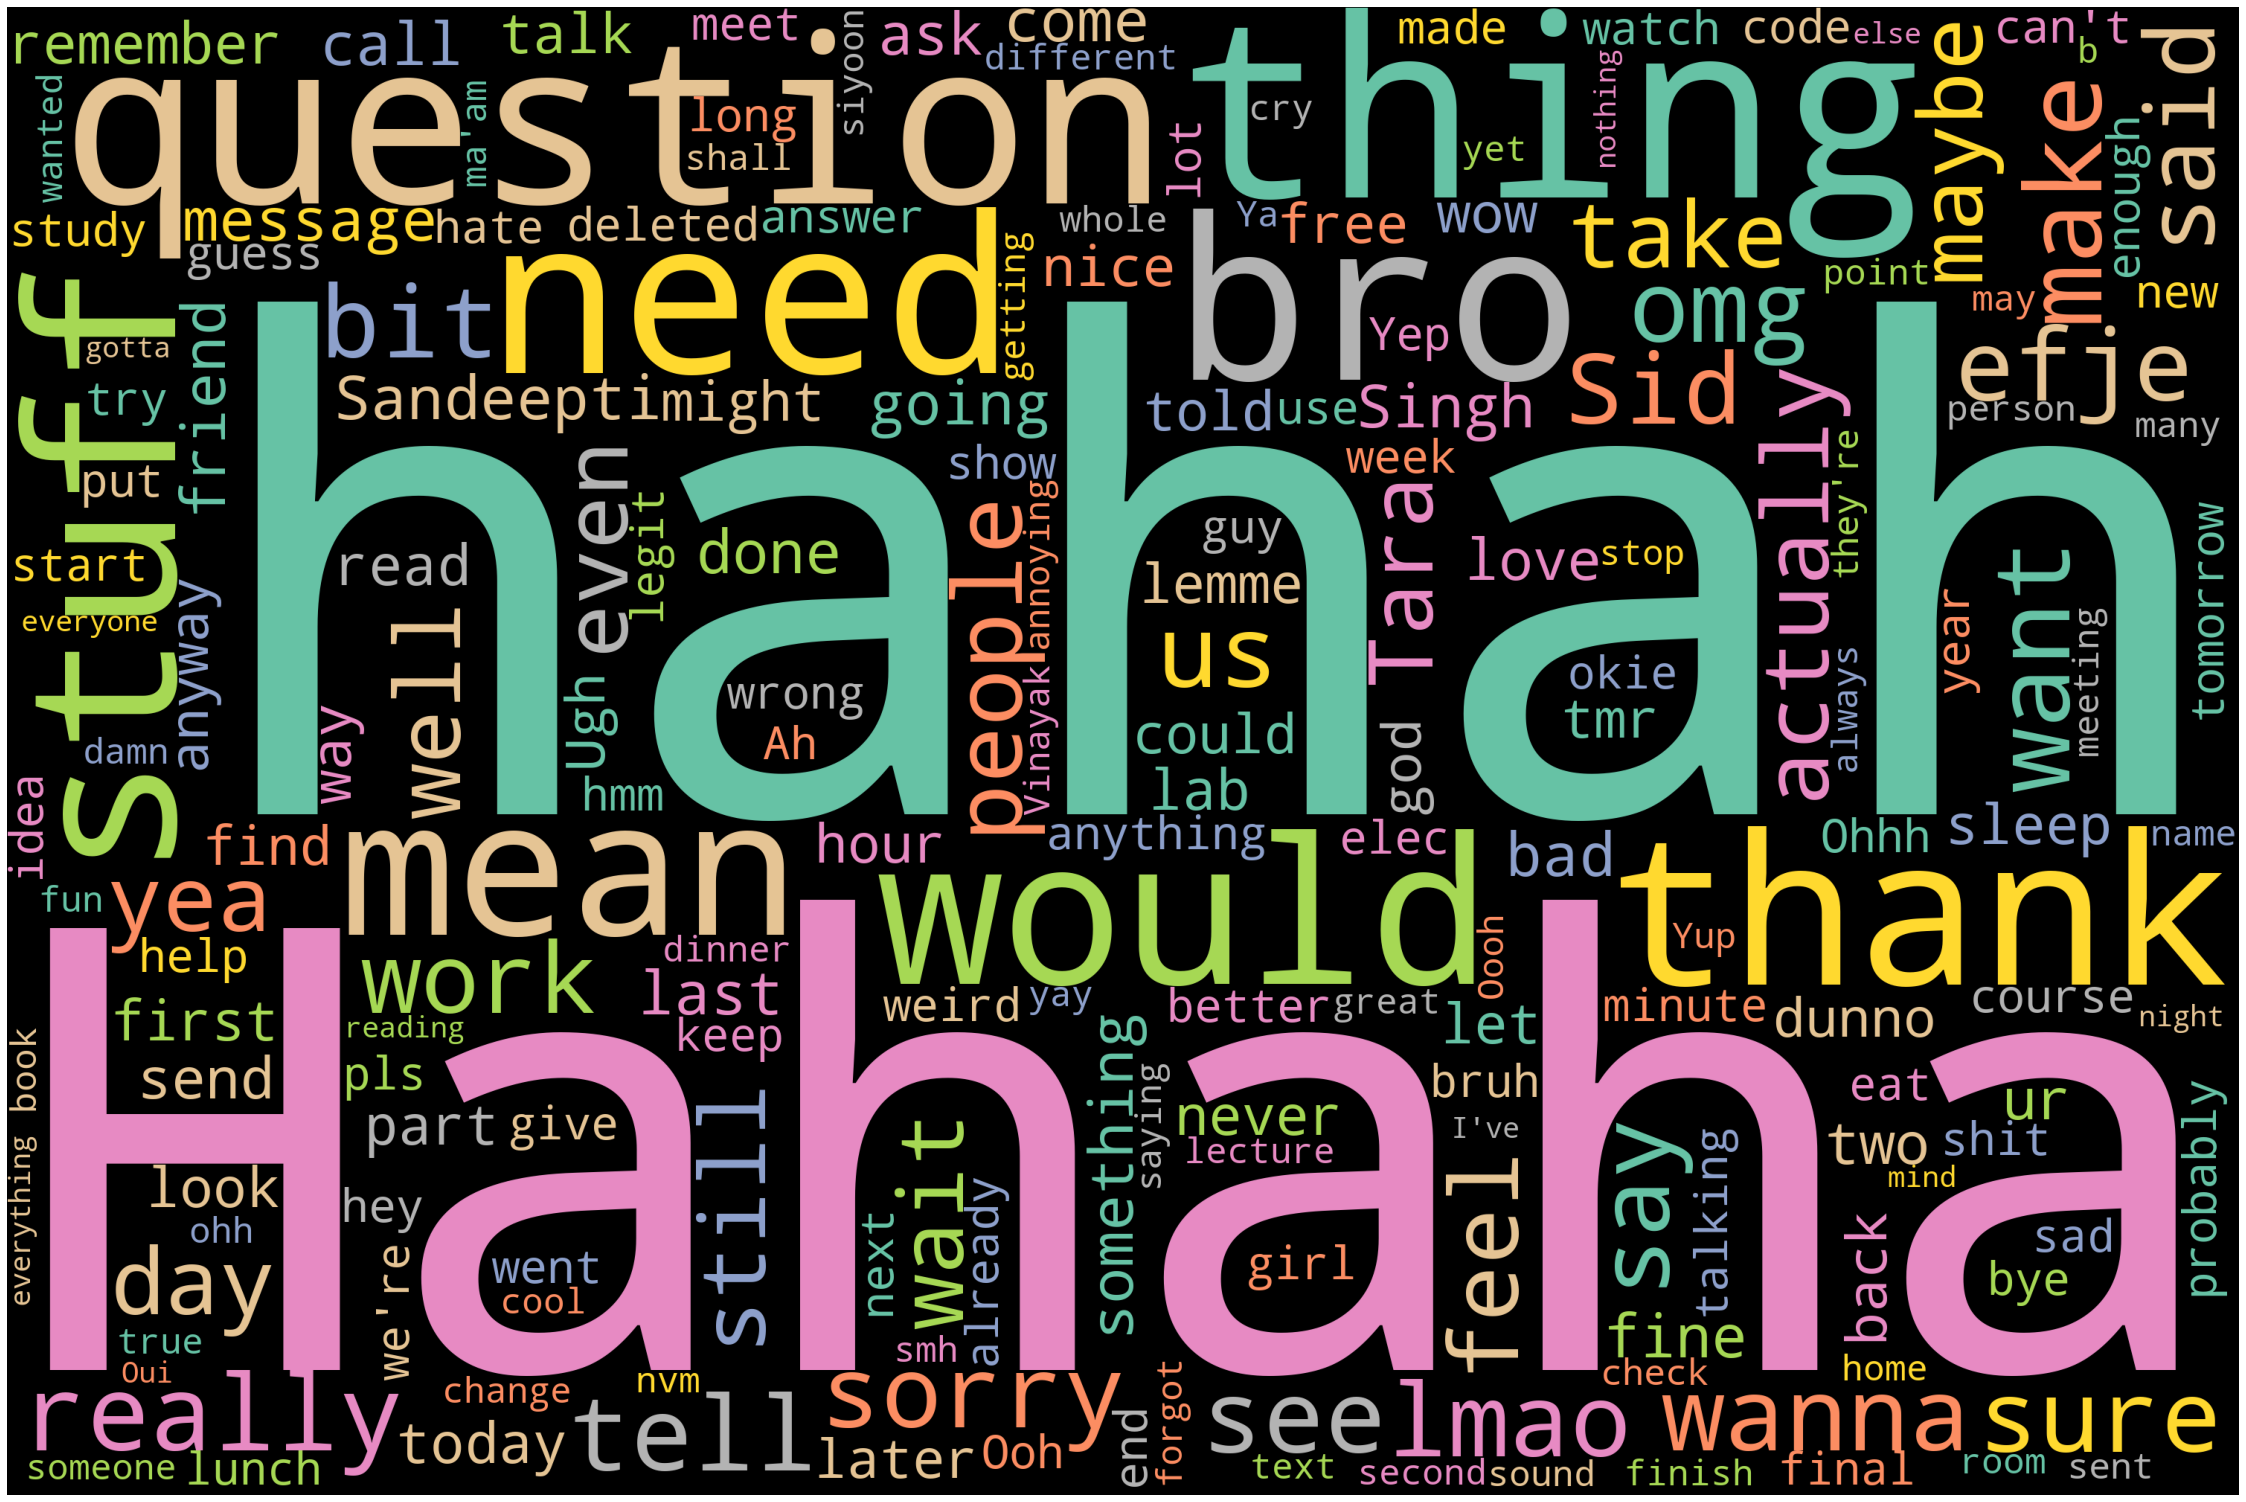 remember
call
talk
meet
ask
come
different
made
watch
code
else
can't
b
question
thing
said
wanted
ma'am
long
shall
siyoon
lot
cry
yet
nothing
maybe
make
enough
study
message
hate
deleted
answer
whole
Ya
free
wow
take
point
may
new
guess
need
getting
nice
bro
Yep
omg
efje
stuff
gotta
try
friend
bit
Sandeepti
might
going
told
use
Singh
Sid
actually
they're
person
many
put
hahahah
show
week
start
read
even
legit
done
people
annoying
guy
lemme
Tara
love
stop
want
year
meeting
tomorrow
everyone
anyway
well
Ugh
wrong
Ah
Vinayak
us
could
lab
god
okie
tmr
always
damn
way
hmm
idea
find
mean
hour
anything
would
elec
bad
Ohhh
sleep
name
fun
yea
thank
help
work
dinner
last
keep
weird
yay
better
great
Oooh
let
Yup
minute
dunno
course
night
first
reading
send
pls
Hahaha
everything
book
part
give
still
something
saying
never
lecture
bruh
I've
eat
ur
two
shit
mind
probably
look
ohh
hey
day
we're
went
cool
next
wait
already
girl
feel
say
talking
back
sad
bye
fine
true
Oui
smh
check
home
really
change
nvm
today
tell
sorry
later
Ooh
end
forgot
see
lmao
wanna
sure
someone
lunch
text
second
sound
finish
final
room
sent